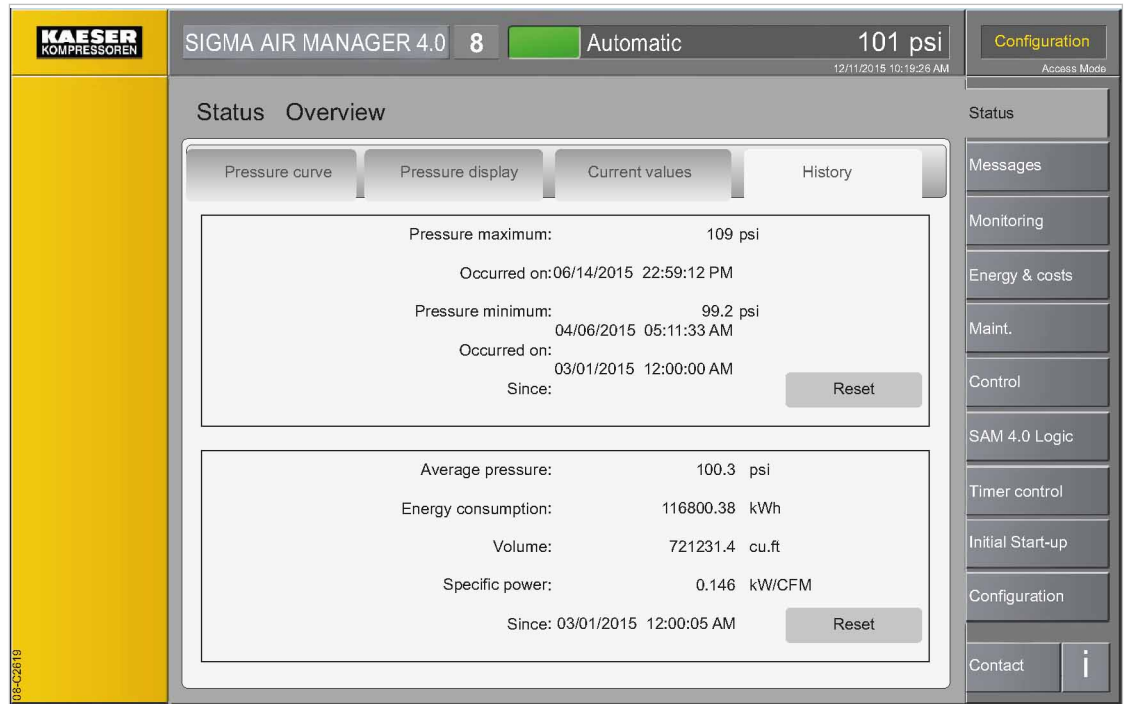 KAESER
KOMPRESSOREN
SIGMA AIR MANAGER 4.0 8 Automatic 101 psi
12/11/2015 10:19:26 AM
Configuration
Access Mode
Status Overview
Pressure curve Pressure display Current values History
Pressure maximum: 109 psi
Occurred on: 06/14/2015 22:59:12 PM
Pressure minimum: 99.2 psi
04/06/2015 05:11:33 AM
Occurred on:
03/01/2015 12:00:00 AM
Since: Reset
Average pressure: 100.3 psi
Energy consumption: 116800.38 kWh
Volume: 721231.4 cu.ft
Specific power: 0.146 kW/CFM
Since: 03/01/2015 12:00:05 AM Reset
Status
Messages
Monitoring
Energy & costs
Maint.
Control
SAM 4.0 Logic
Timer control
Initial Start-up
Configuration
Contact i
08-C2619